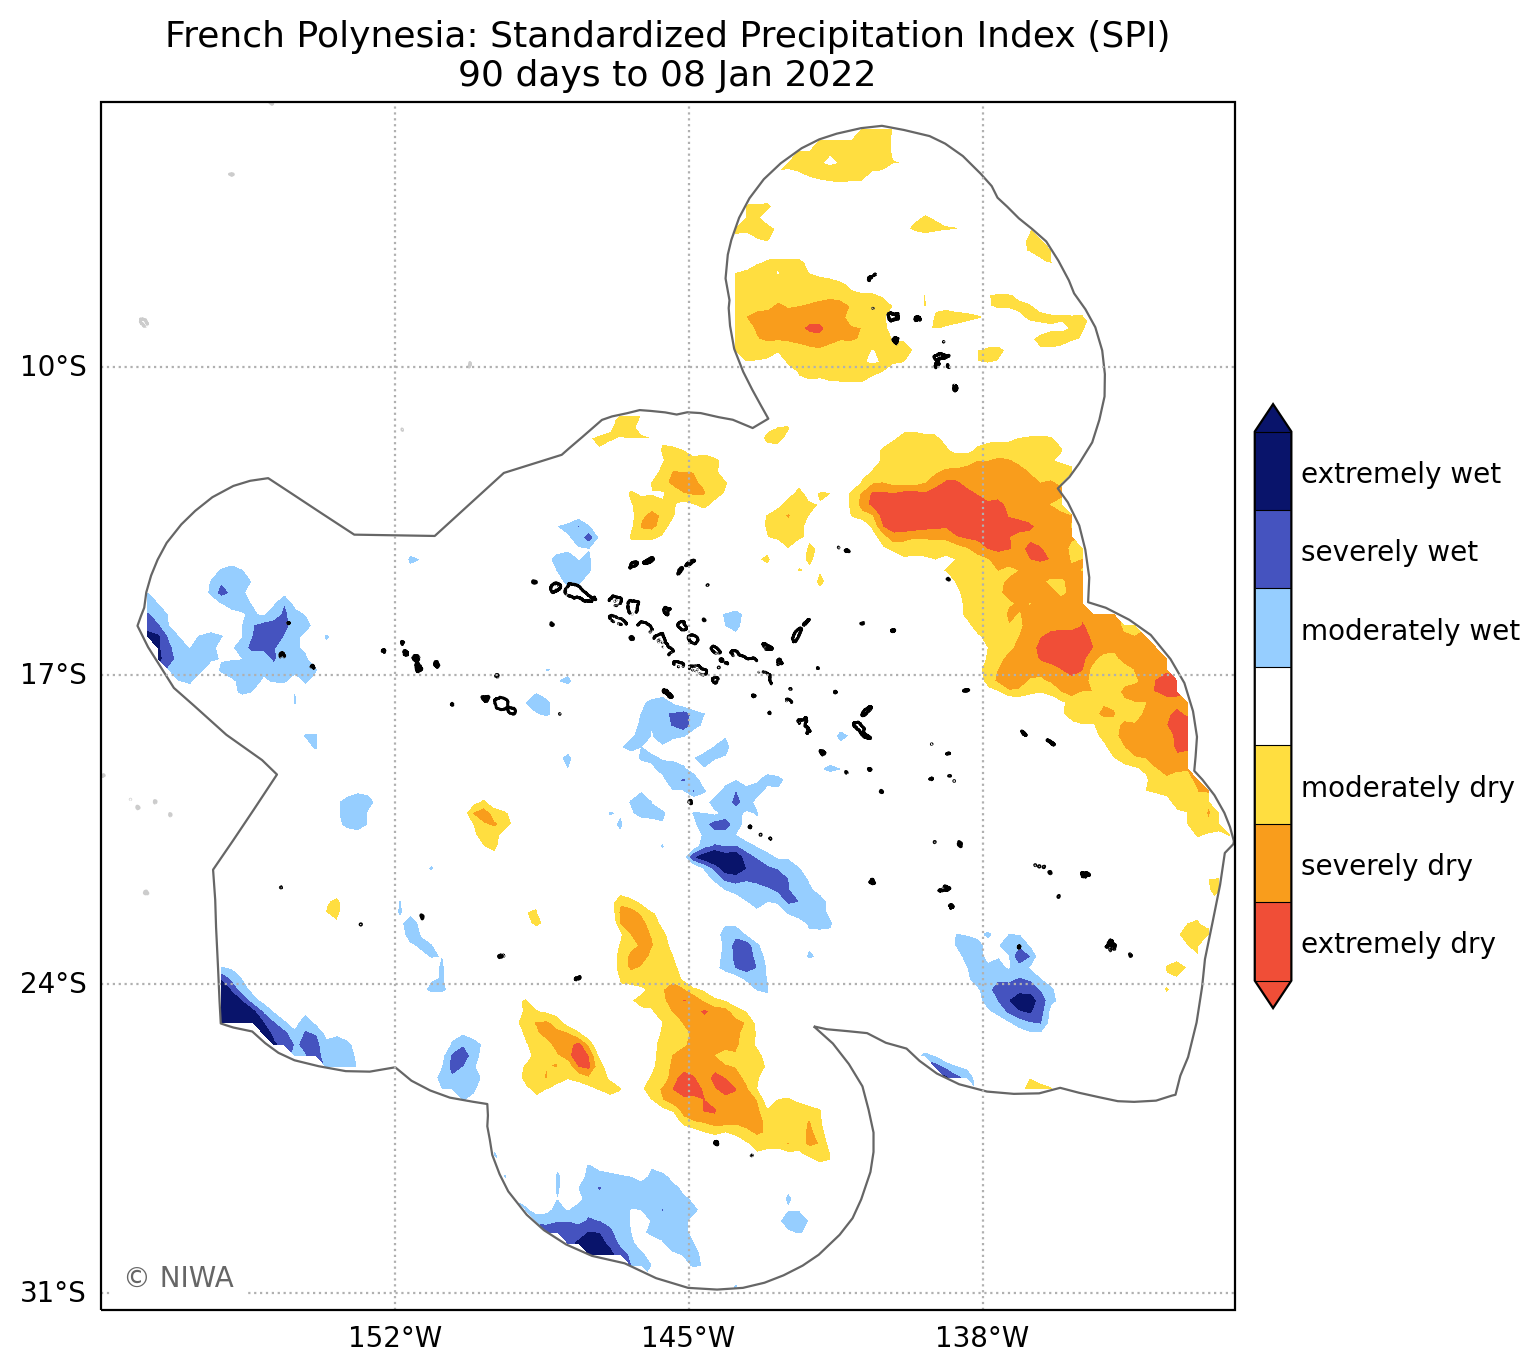 French Polynesia: Standardized Precipitation Index (SPI)
90 days to 08 Jan 2022
10°S
17°S
24°S
31°S
152°W
145°W
138°W
extremely wet
severely wet
moderately wet
moderately dry
severely dry
extremely dry
© NIWA